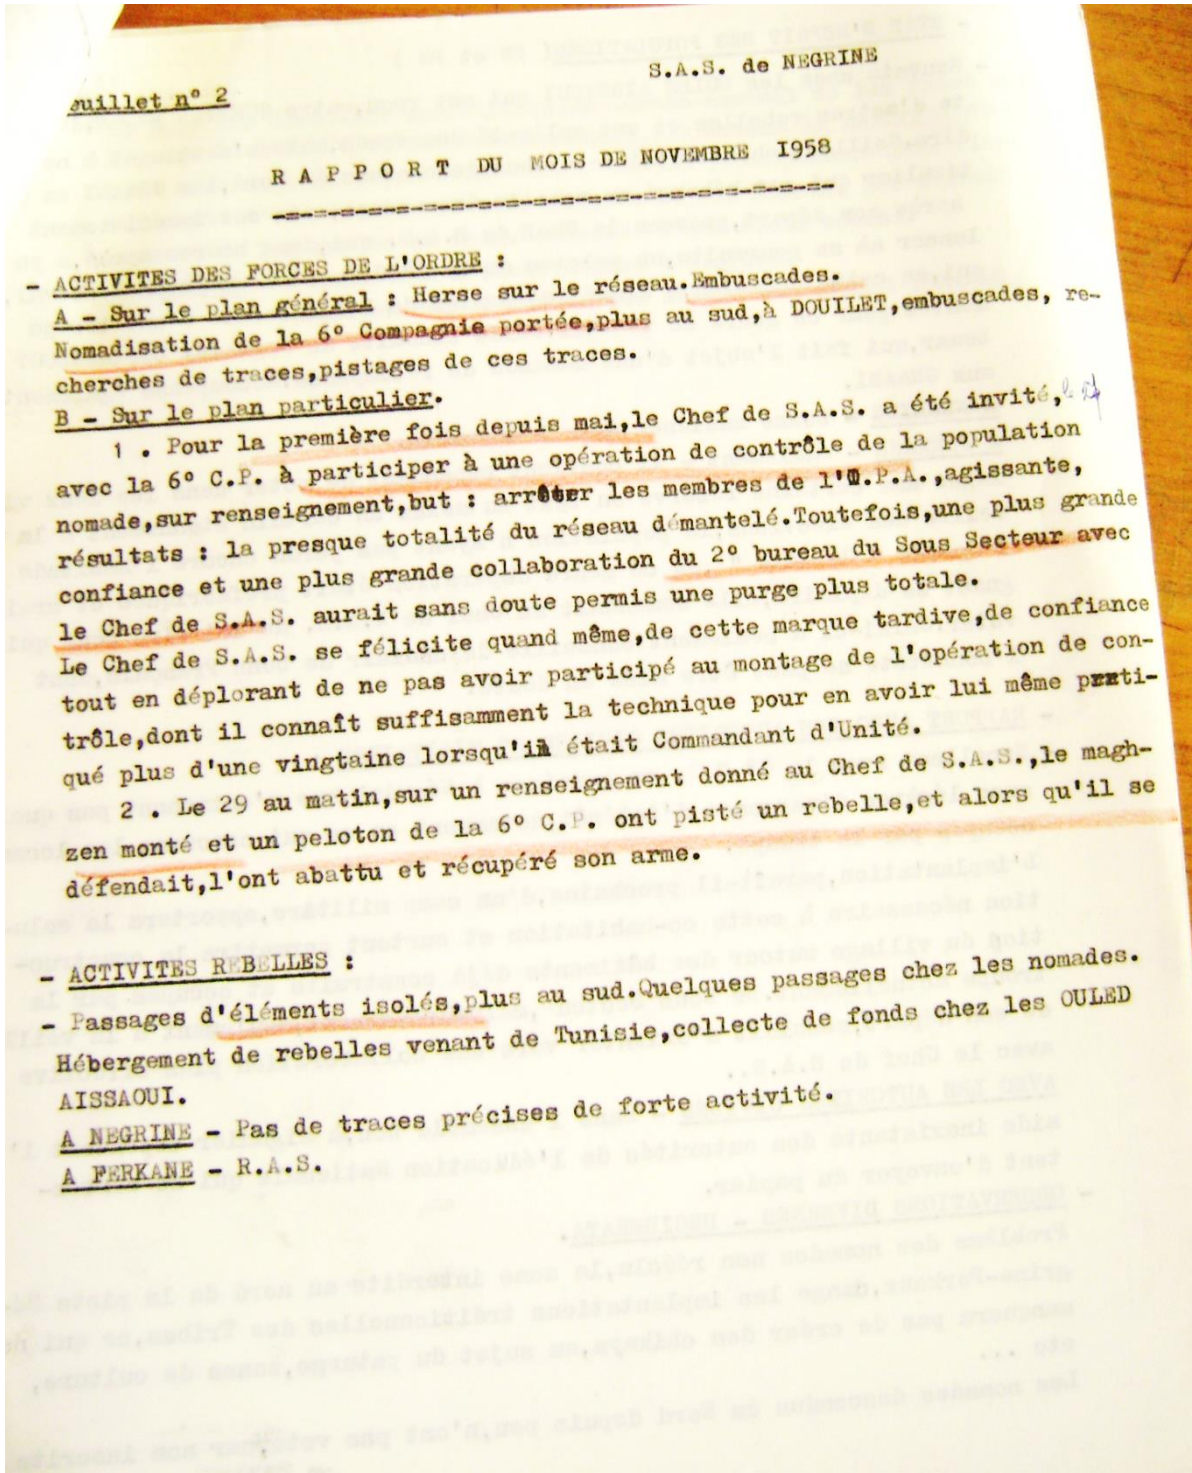 S.A.S. de NEGRINE
euillet n° 2
RAPPORT DU MOIS DE NOVEMBRE 1958
-=-=-=-=-=-=-=-=-=-=-=-=-=-=-=-=-=-=-=-=-
- ACTIVITES DES FORCES DE L'ORDRE :
A - Sur le plan général : Herse sur le réseau.Embuscades.
Nomadisation de la 6° Compagnie portée,plus au sud,à DOUILET,embuscades, re-
cherches de traces,pistages de ces traces.
B - Sur le plan particulier.
1 . Pour la première fois depuis mai,le Chef de S.A.S. a été invité, le 27
avec la 6° C.P. à participer à une opération de contrôle de la population
nomade,sur renseignement,but : arrêter les membres de l'O.P.A.,agissante,
résultats : la presque totalité du réseau démantelé.Toutefois,une plus grande
confiance et une plus grande collaboration du 2° bureau du Sous Secteur avec
le Chef de S.A.S. aurait sans doute permis une purge plus totale.
Le Chef de S.A.S. se félicite quand même,de cette marque tardive,de confiance
tout en déplorant de ne pas avoir participé au montage de l'opération de con-
trôle,dont il connaît suffisamment la technique pour en avoir lui même prati-
qué plus d'une vingtaine lorsqu'il était Commandant d'Unité.
2 . Le 29 au matin,sur un renseignement donné au Chef de S.A.S.,le magh-
zen monté et un peloton de la 6° C.P. ont pisté un rebelle,et alors qu'il se
défendait,l'ont abattu et récupéré son arme.
- ACTIVITES REBELLES :
- Passages d'éléments isolés,plus au sud.Quelques passages chez les nomades.
Hébergement de rebelles venant de Tunisie,collecte de fonds chez les OULED
AISSAOUI.
A NEGRINE - Pas de traces précises de forte activité.
A FERKANE - R.A.S.